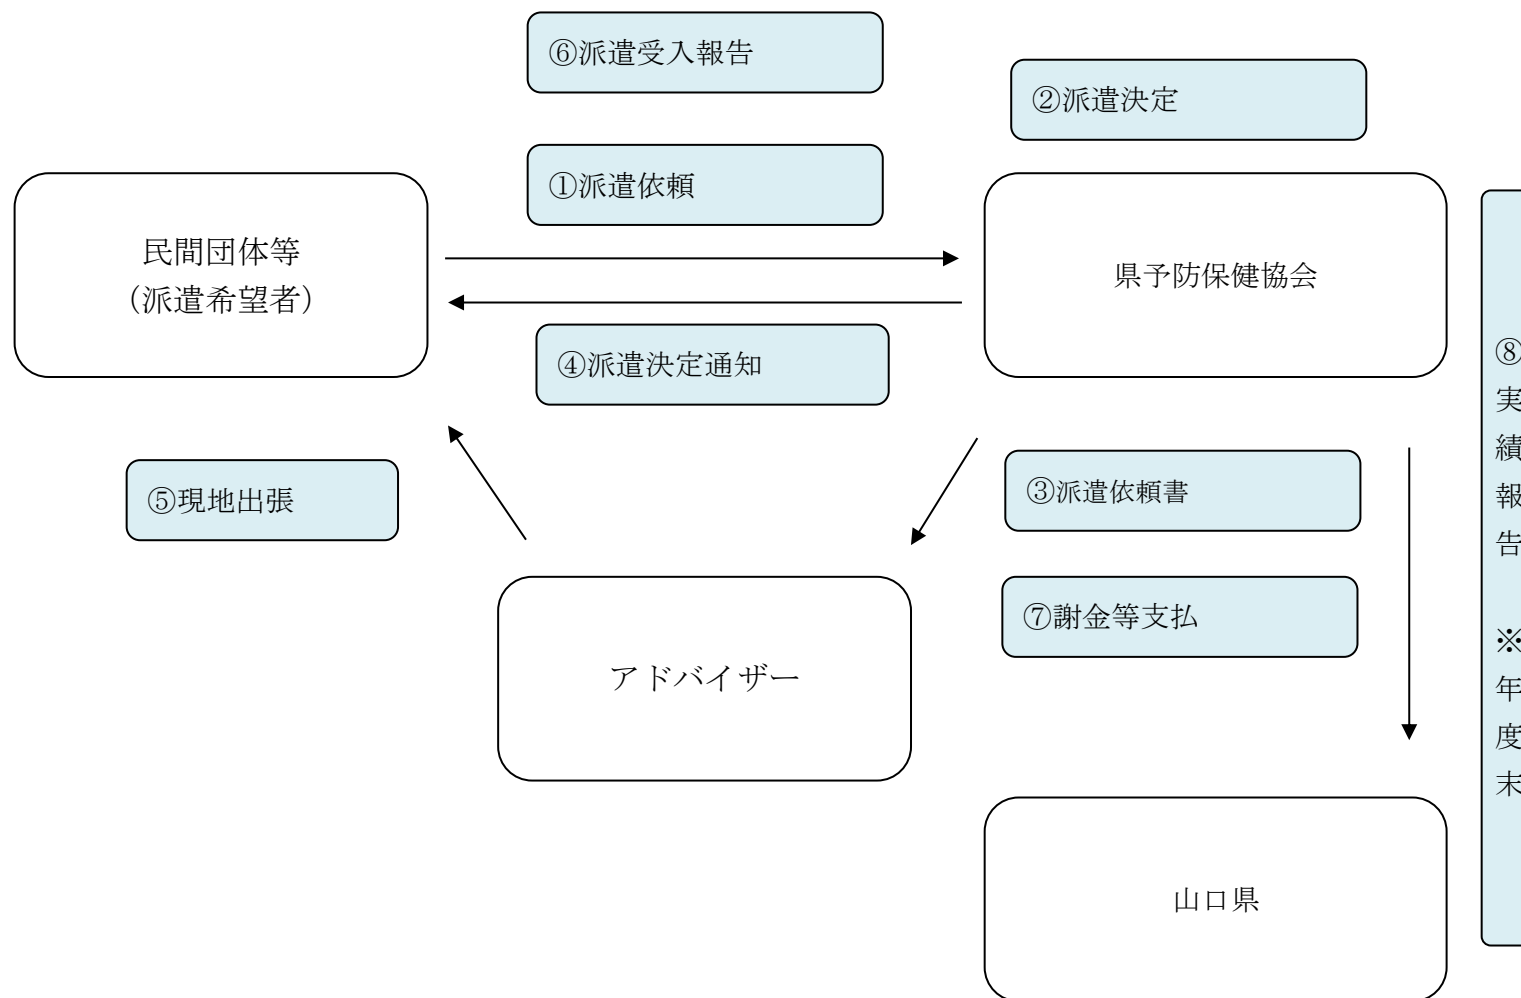 ⑥派遣受入報告
②派遣決定
①派遣依頼
民間団体等
（派遣希望者）
県予防保健協会
④派遣決定通知
⑤現地出張
③派遣依頼書
⑦謝金等支払
アドバイザー
山口県
⑧
実
績
報
告
※
年
度
末